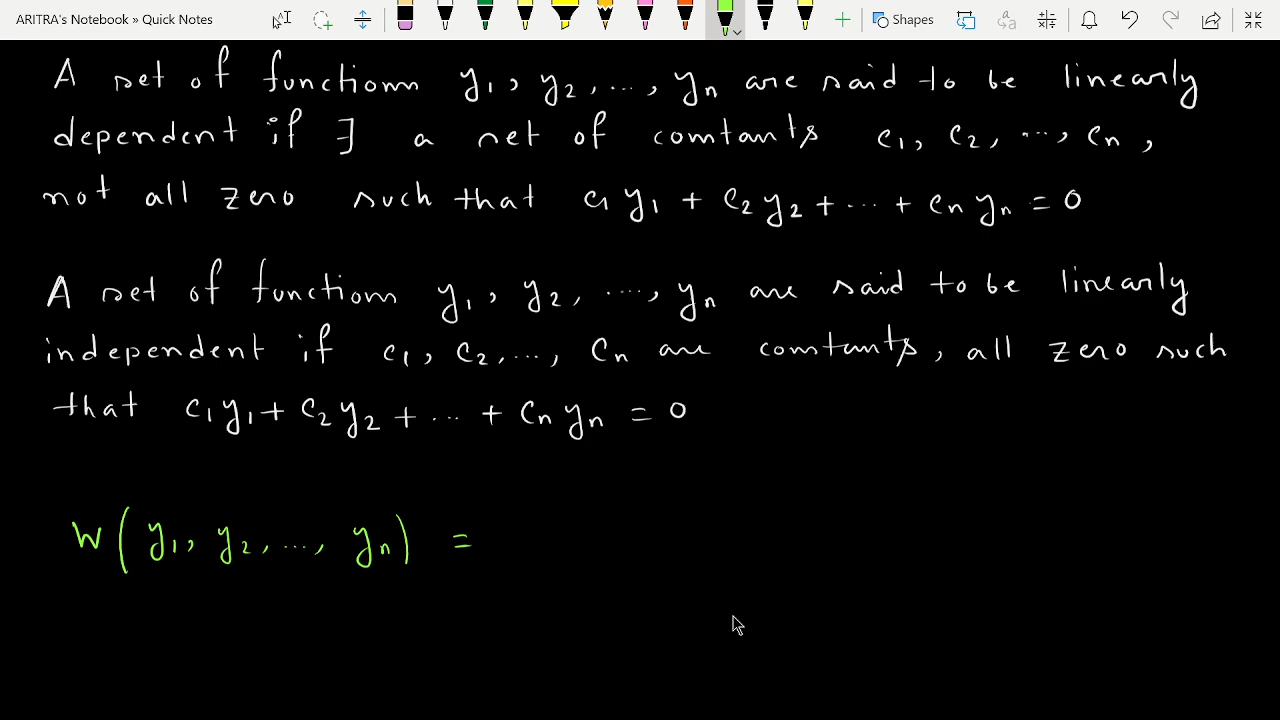 ARITRA's Notebook » Quick Notes
Shapes
A set of functions y₁, y₂, ..., yₙ are said to be linearly
dependent if ∃ a set of constants c₁, c₂, ..., cₙ,
not all zero such that c₁y₁ + c₂y₂ + ... + cₙyₙ = 0
A set of functions y₁, y₂, ...., yₙ are said to be linearly
independent if c₁, c₂, ..., cₙ are constants, all zero such
that c₁y₁ + c₂y₂ + ... + cₙyₙ = 0
W(y₁, y₂, ..., yₙ) =